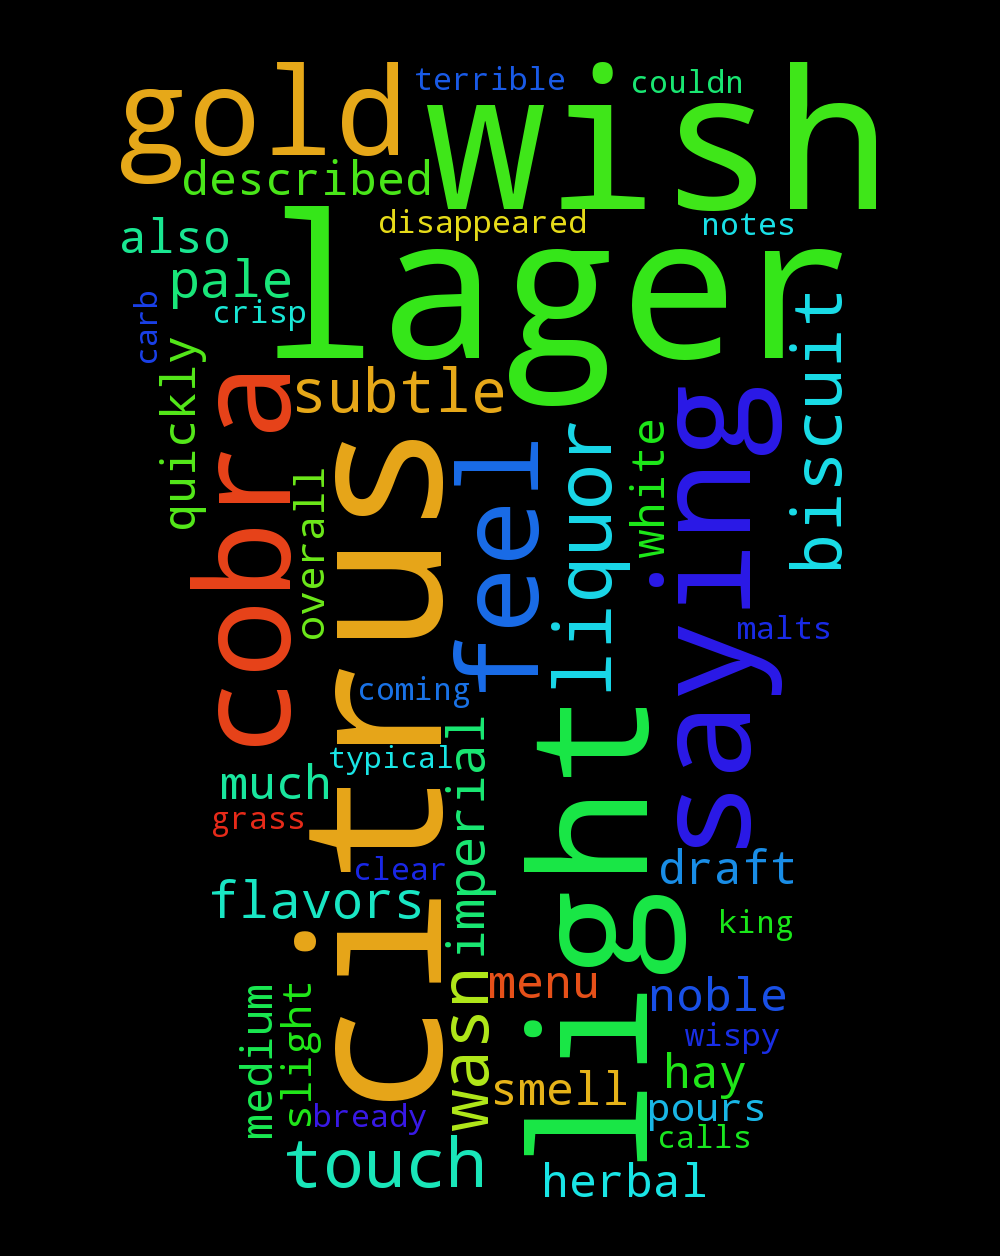 terrible
couldn
gold
wish
described
disappeared
notes
also
lager
pale
crisp
carb
biscuit
quickly
subtle
cobra
citrus
saying
feel
liquor
white
overall
malts
coming
typical
imperial
much
light
grass
draft
clear
flavors
king
menu
wasn
noble
medium
slight
wispy
hay
smell
pours
bready
calls
touch
herbal